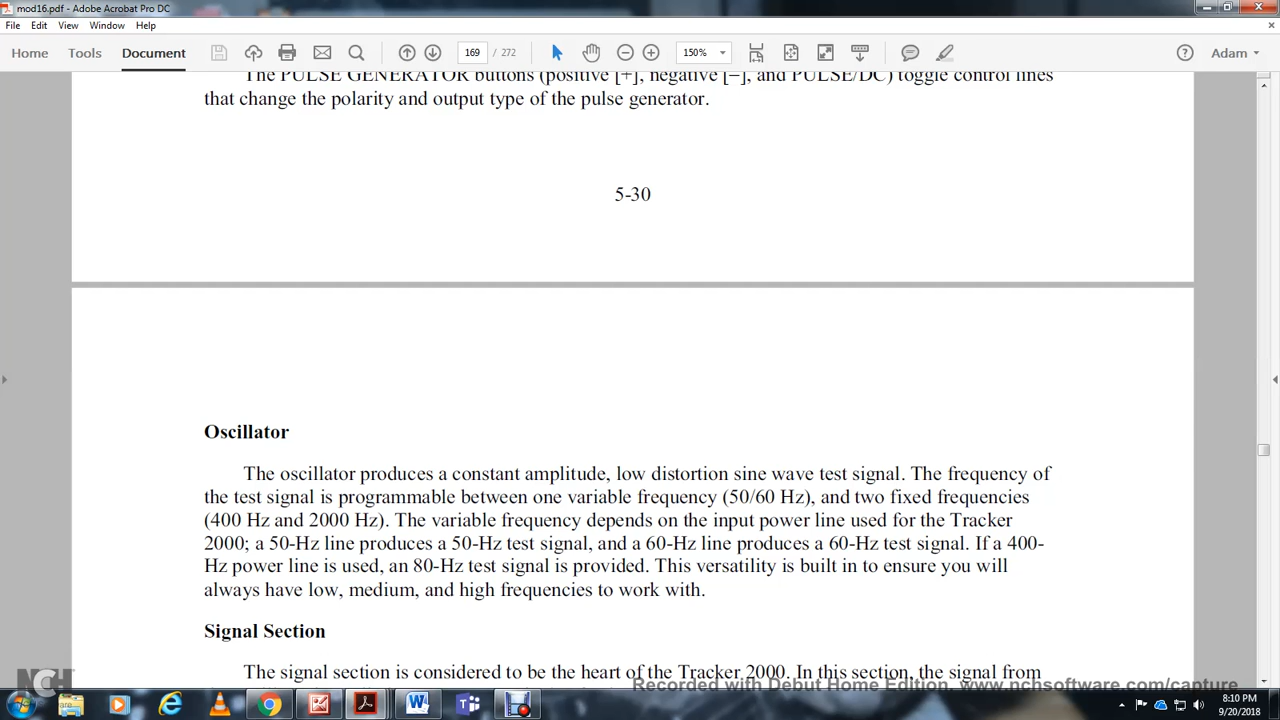 mod16.pdf - Adobe Acrobat Pro DC
File Edit View Window Help
Home Tools Document 169 / 272 150% Adam
The PULSE GENERATOR buttons (positive [+], negative [−], and PULSE/DC) toggle control lines
that change the polarity and output type of the pulse generator.
5-30
Oscillator
The oscillator produces a constant amplitude, low distortion sine wave test signal. The frequency of
the test signal is programmable between one variable frequency (50/60 Hz), and two fixed frequencies
(400 Hz and 2000 Hz). The variable frequency depends on the input power line used for the Tracker
2000; a 50-Hz line produces a 50-Hz test signal, and a 60-Hz line produces a 60-Hz test signal. If a 400-
Hz power line is used, an 80-Hz test signal is provided. This versatility is built in to ensure you will
always have low, medium, and high frequencies to work with.
Signal Section
The signal section is considered to be the heart of the Tracker 2000. In this section, the signal from
Recorded with Debut Home Edition. www.nchsoftware.com/capture
NCH
8:10 PM
9/20/2018